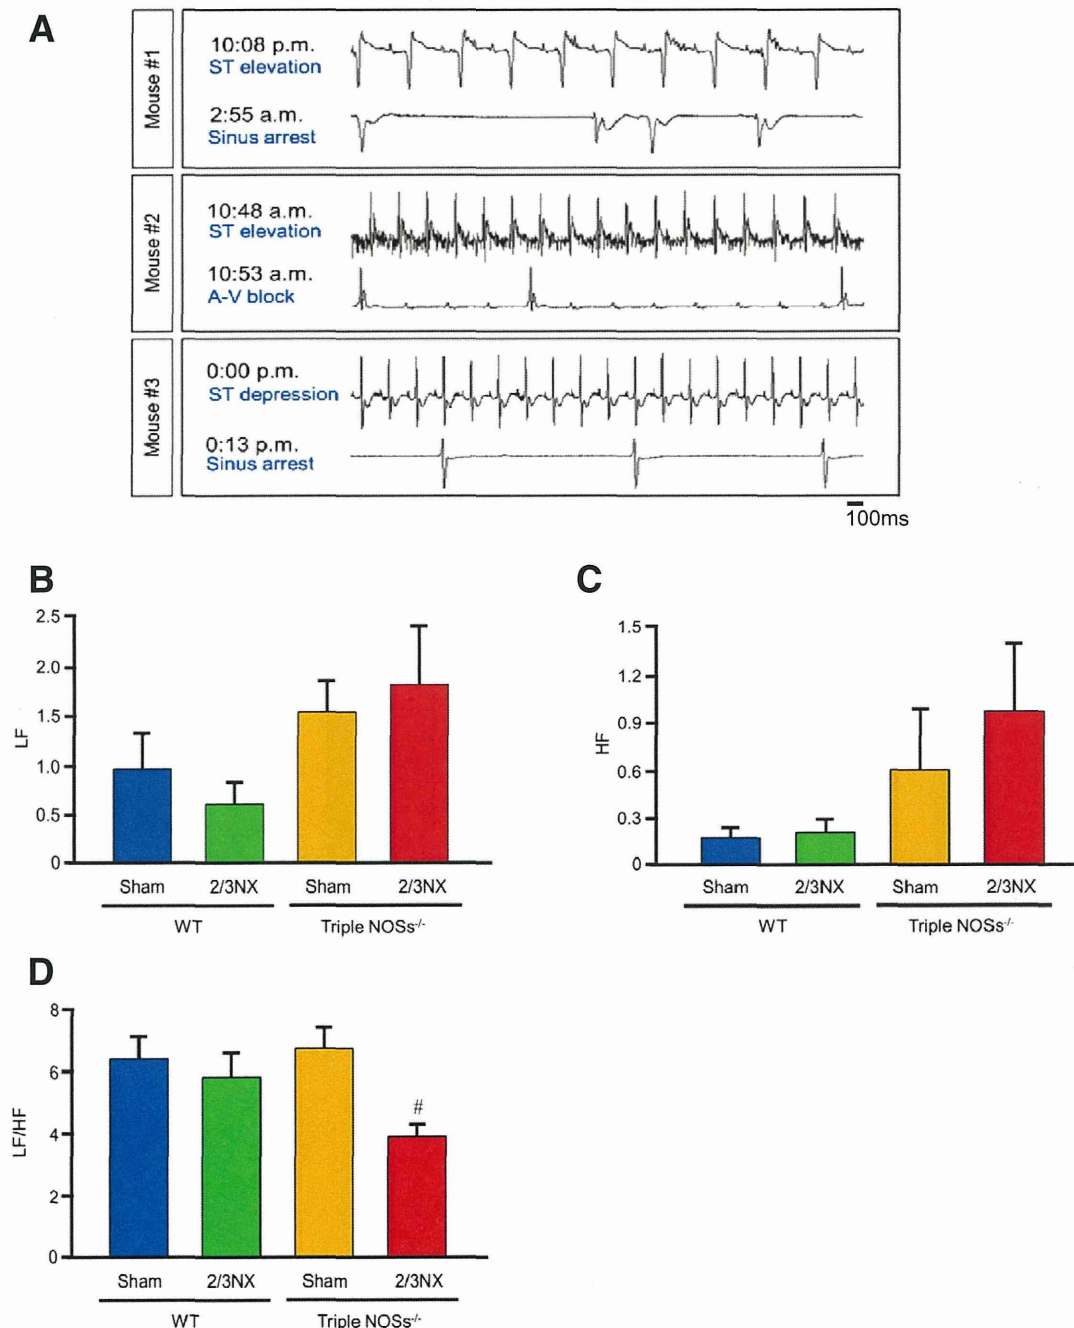 A
Mouse #1
10:08 p.m.
ST elevation
2:55 a.m.
Sinus arrest
Mouse #2
10:48 a.m.
ST elevation
10:53 a.m.
A-V block
Mouse #3
0:00 p.m.
ST depression
0:13 p.m.
Sinus arrest
100ms
B
LF
2.5
2.0
1.5
1.0
0.5
0
Sham 2/3NX Sham 2/3NX
WT Triple NOSs-/-
C
HF
1.5
1.2
0.9
0.6
0.3
0
Sham 2/3NX Sham 2/3NX
WT Triple NOSs-/-
D
LF/HF
8
6
4
2
0
#
Sham 2/3NX Sham 2/3NX
WT Triple NOSs-/-